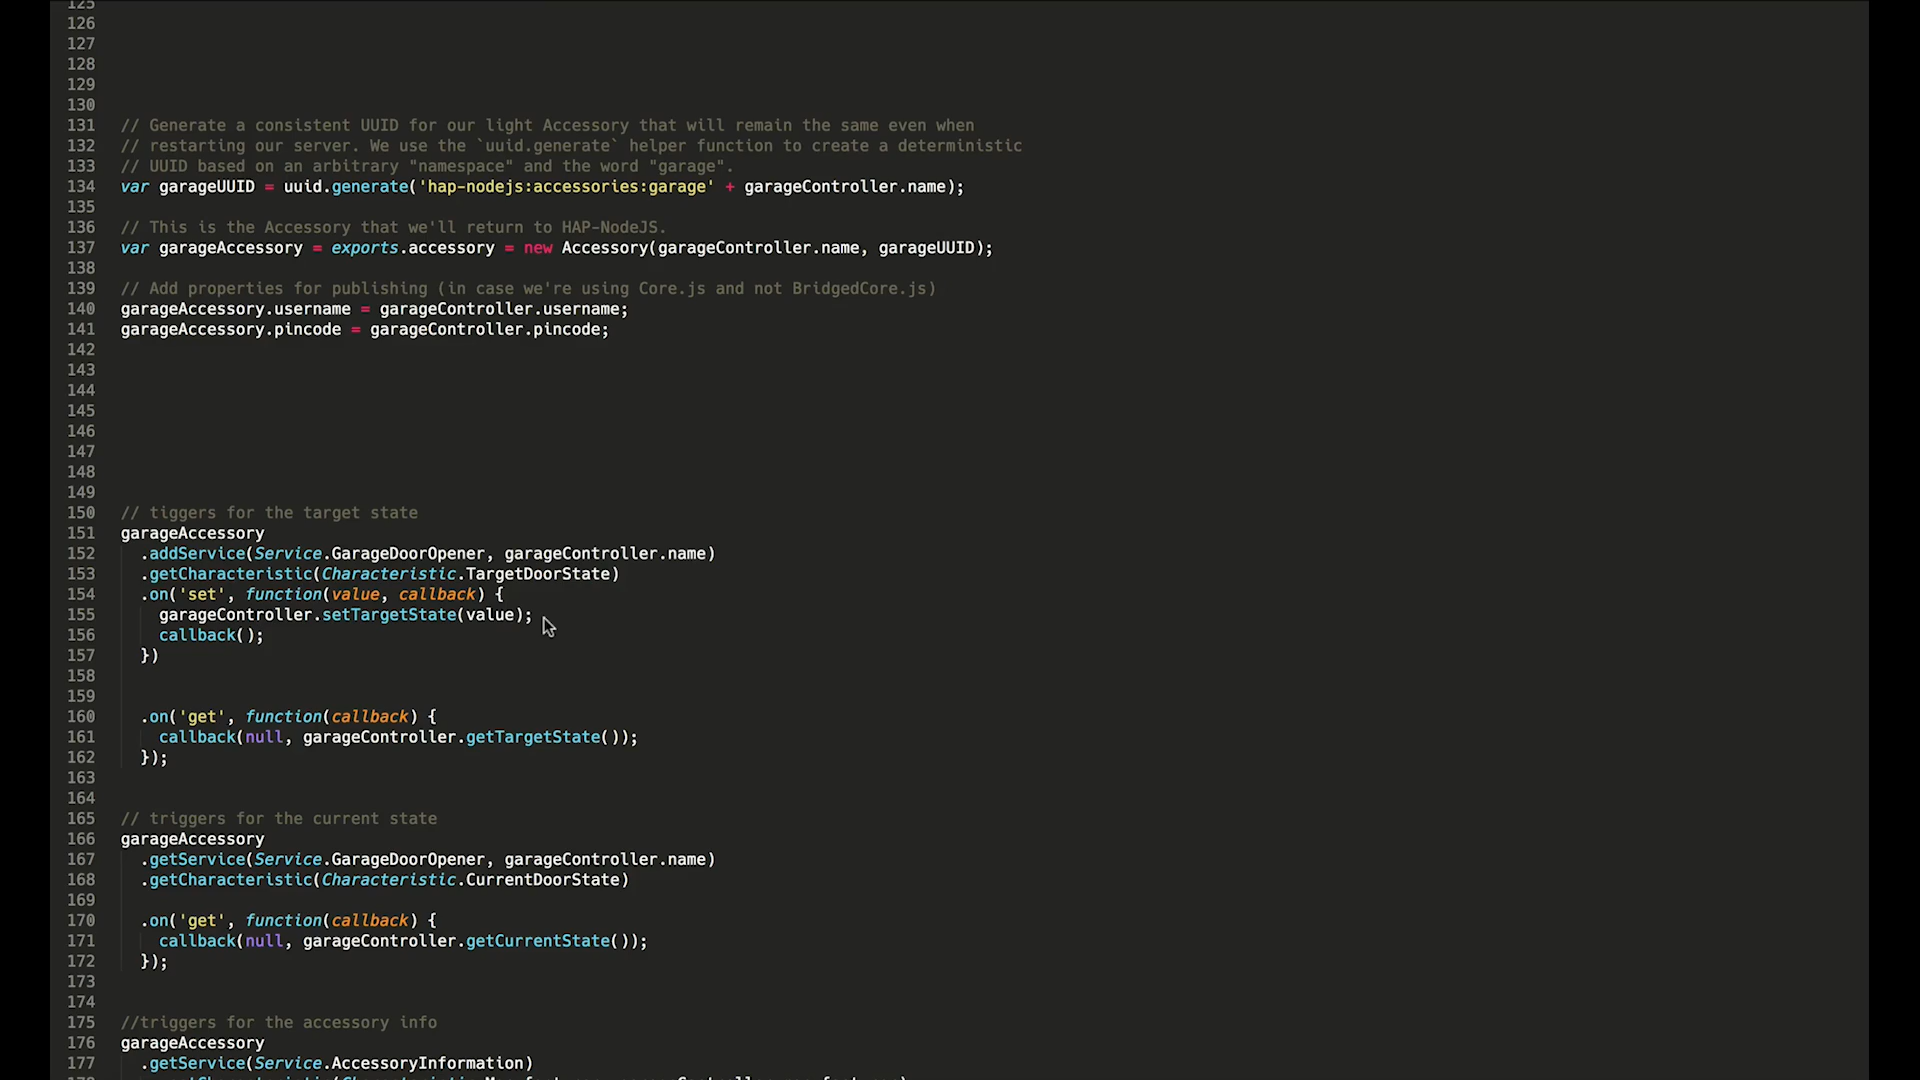 125
126
127
128
129
130
131 // Generate a consistent UUID for our light Accessory that will remain the same even when
132 // restarting our server. We use the `uuid.generate` helper function to create a deterministic
133 // UUID based on an arbitrary "namespace" and the word "garage".
134 var garageUUID = uuid.generate('hap-nodejs:accessories:garage' + garageController.name);
135
136 // This is the Accessory that we'll return to HAP-NodeJS.
137 var garageAccessory = exports.accessory = new Accessory(garageController.name, garageUUID);
138
139 // Add properties for publishing (in case we're using Core.js and not BridgedCore.js)
140 garageAccessory.username = garageController.username;
141 garageAccessory.pincode = garageController.pincode;
142
143
144
145
146
147
148
149
150 // tiggers for the target state
151 garageAccessory
152 .addService(Service.GarageDoorOpener, garageController.name)
153 .getCharacteristic(Characteristic.TargetDoorState)
154 .on('set', function(value, callback) {
155 garageController.setTargetState(value);
156 callback();
157 })
158
159
160 .on('get', function(callback) {
161 callback(null, garageController.getTargetState());
162 });
163
164
165 // triggers for the current state
166 garageAccessory
167 .getService(Service.GarageDoorOpener, garageController.name)
168 .getCharacteristic(Characteristic.CurrentDoorState)
169
170 .on('get', function(callback) {
171 callback(null, garageController.getCurrentState());
172 });
173
174
175 //triggers for the accessory info
176 garageAccessory
177 .getService(Service.AccessoryInformation)